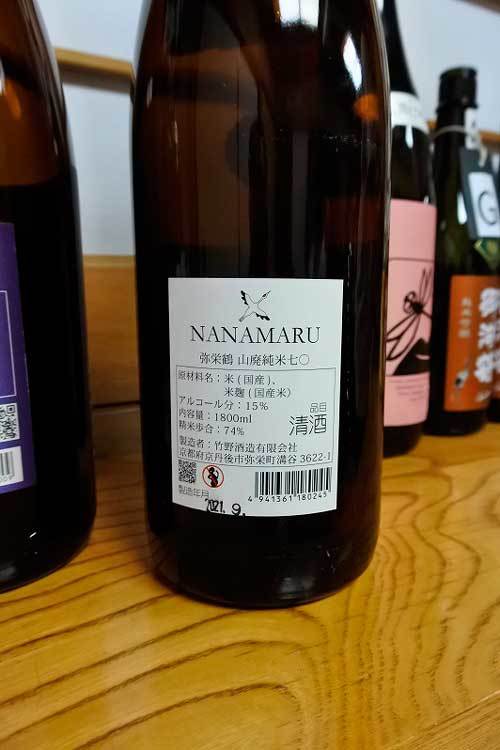 NANAMARU
弥栄鶴 山廃純米七〇
原材料名：米 (国産)、
米麹 (国産米)
アルコール分：15%
内容量：1800ml
精米歩合：74%
品目
清酒
製造者：竹野酒造有限会社
京都府京丹後市弥栄町溝谷 3622-1
4 941361 180245
製造年月
2021. 9.
G